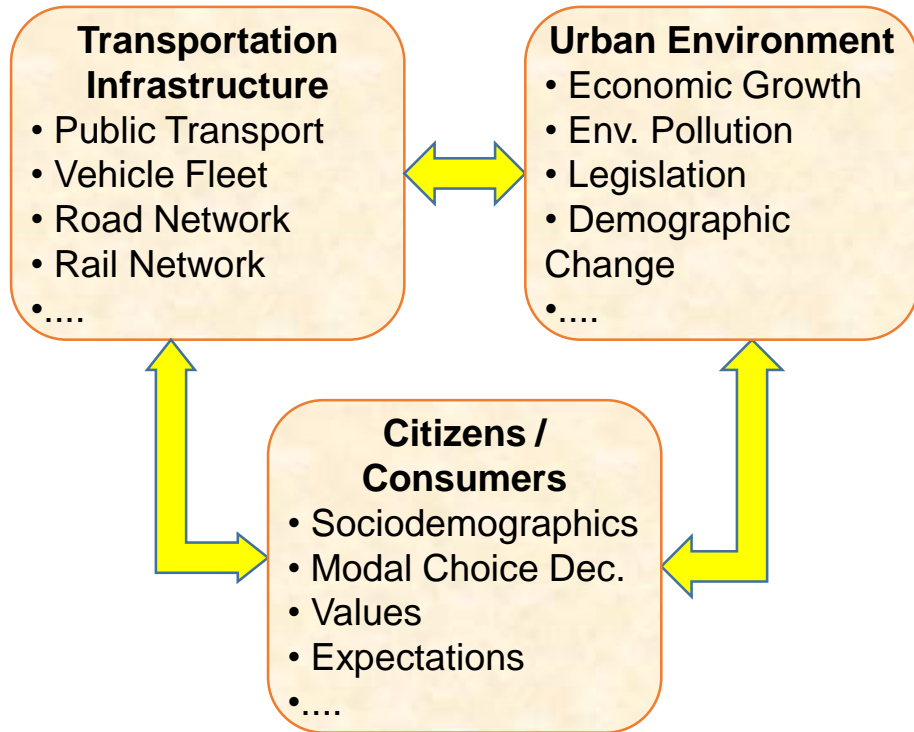 Transportation
Infrastructure
• Public Transport
• Vehicle Fleet
• Road Network
• Rail Network
•....
Urban Environment
• Economic Growth
• Env. Pollution
• Legislation
• Demographic
Change
•....
Citizens /
Consumers
• Sociodemographics
• Modal Choice Dec.
• Values
• Expectations
•....